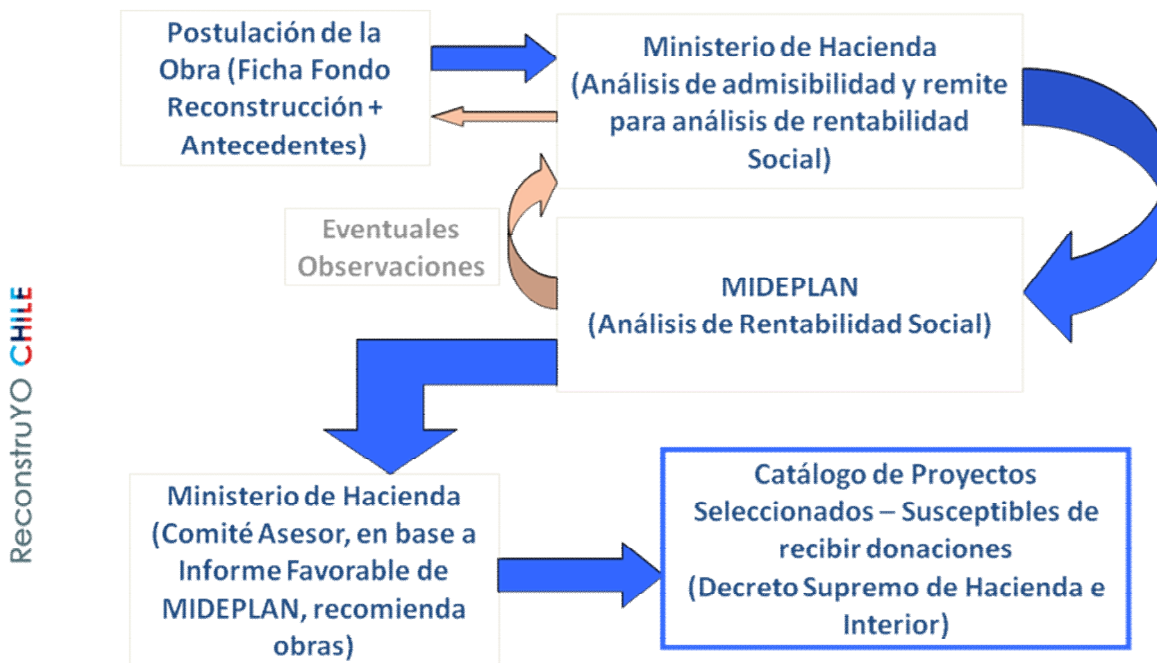 Postulación de la
Obra (Ficha Fondo
Reconstrucción +
Antecedentes)
Ministerio de Hacienda
(Análisis de admisibilidad y remite
para análisis de rentabilidad
Social)
Eventuales
Observaciones
MIDEPLAN
(Análisis de Rentabilidad Social)
Ministerio de Hacienda
(Comité Asesor, en base a
Informe Favorable de
MIDEPLAN, recomienda
obras)
Catálogo de Proyectos
Seleccionados – Susceptibles de
recibir donaciones
(Decreto Supremo de Hacienda e
Interior)
ReconstruYO CHILE